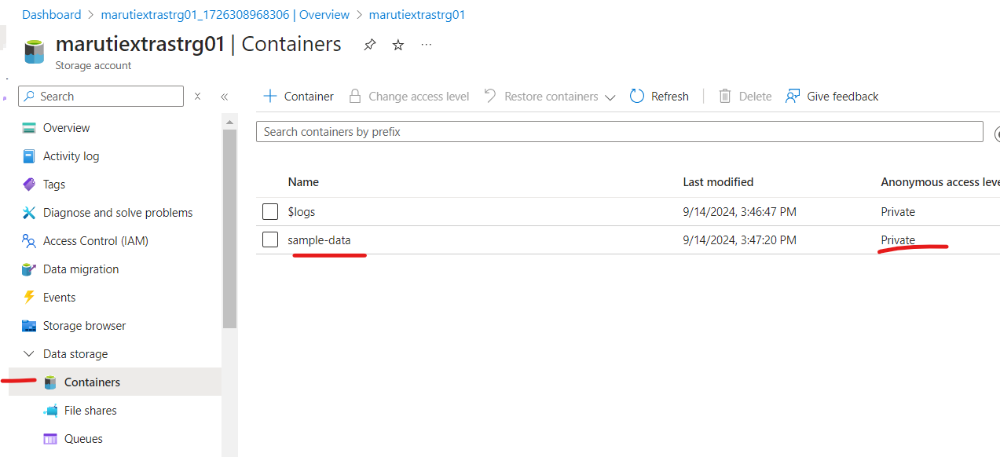 Dashboard > marutiextrastrg01_1726308968306 | Overview > marutiextrastrg01
marutiextrastrg01 | Containers
Storage account
Search
Container Change access level Restore containers Refresh Delete Give feedback
Search containers by prefix
Overview
Activity log
Tags
Diagnose and solve problems
Access Control (IAM)
Data migration
Events
Storage browser
Data storage
Containers
File shares
Queues
Name Last modified Anonymous access leve
$logs 9/14/2024, 3:46:47 PM Private
sample-data 9/14/2024, 3:47:20 PM Private